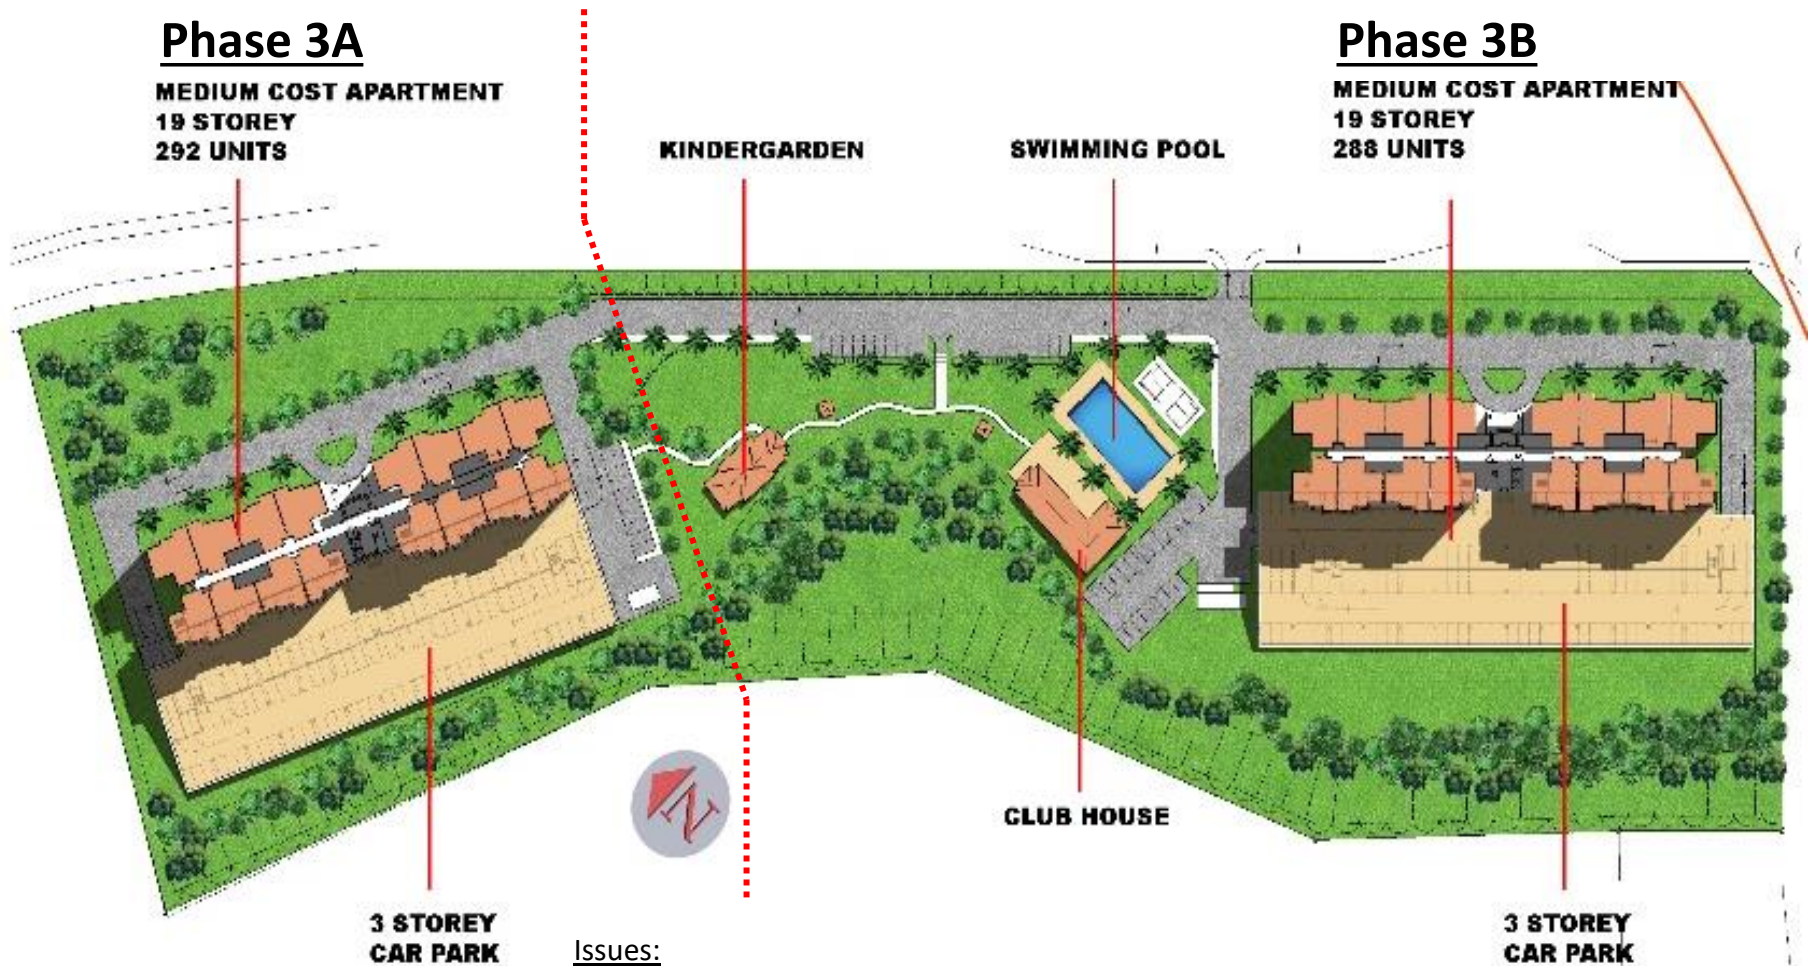 Phase 3A
MEDIUM COST APARTMENT
19 STOREY
292 UNITS
KINDERGARDEN
SWIMMING POOL
Phase 3B
MEDIUM COST APARTMENT
19 STOREY
288 UNITS
N
CLUB HOUSE
3 STOREY
CAR PARK
Issues:
3 STOREY
CAR PARK